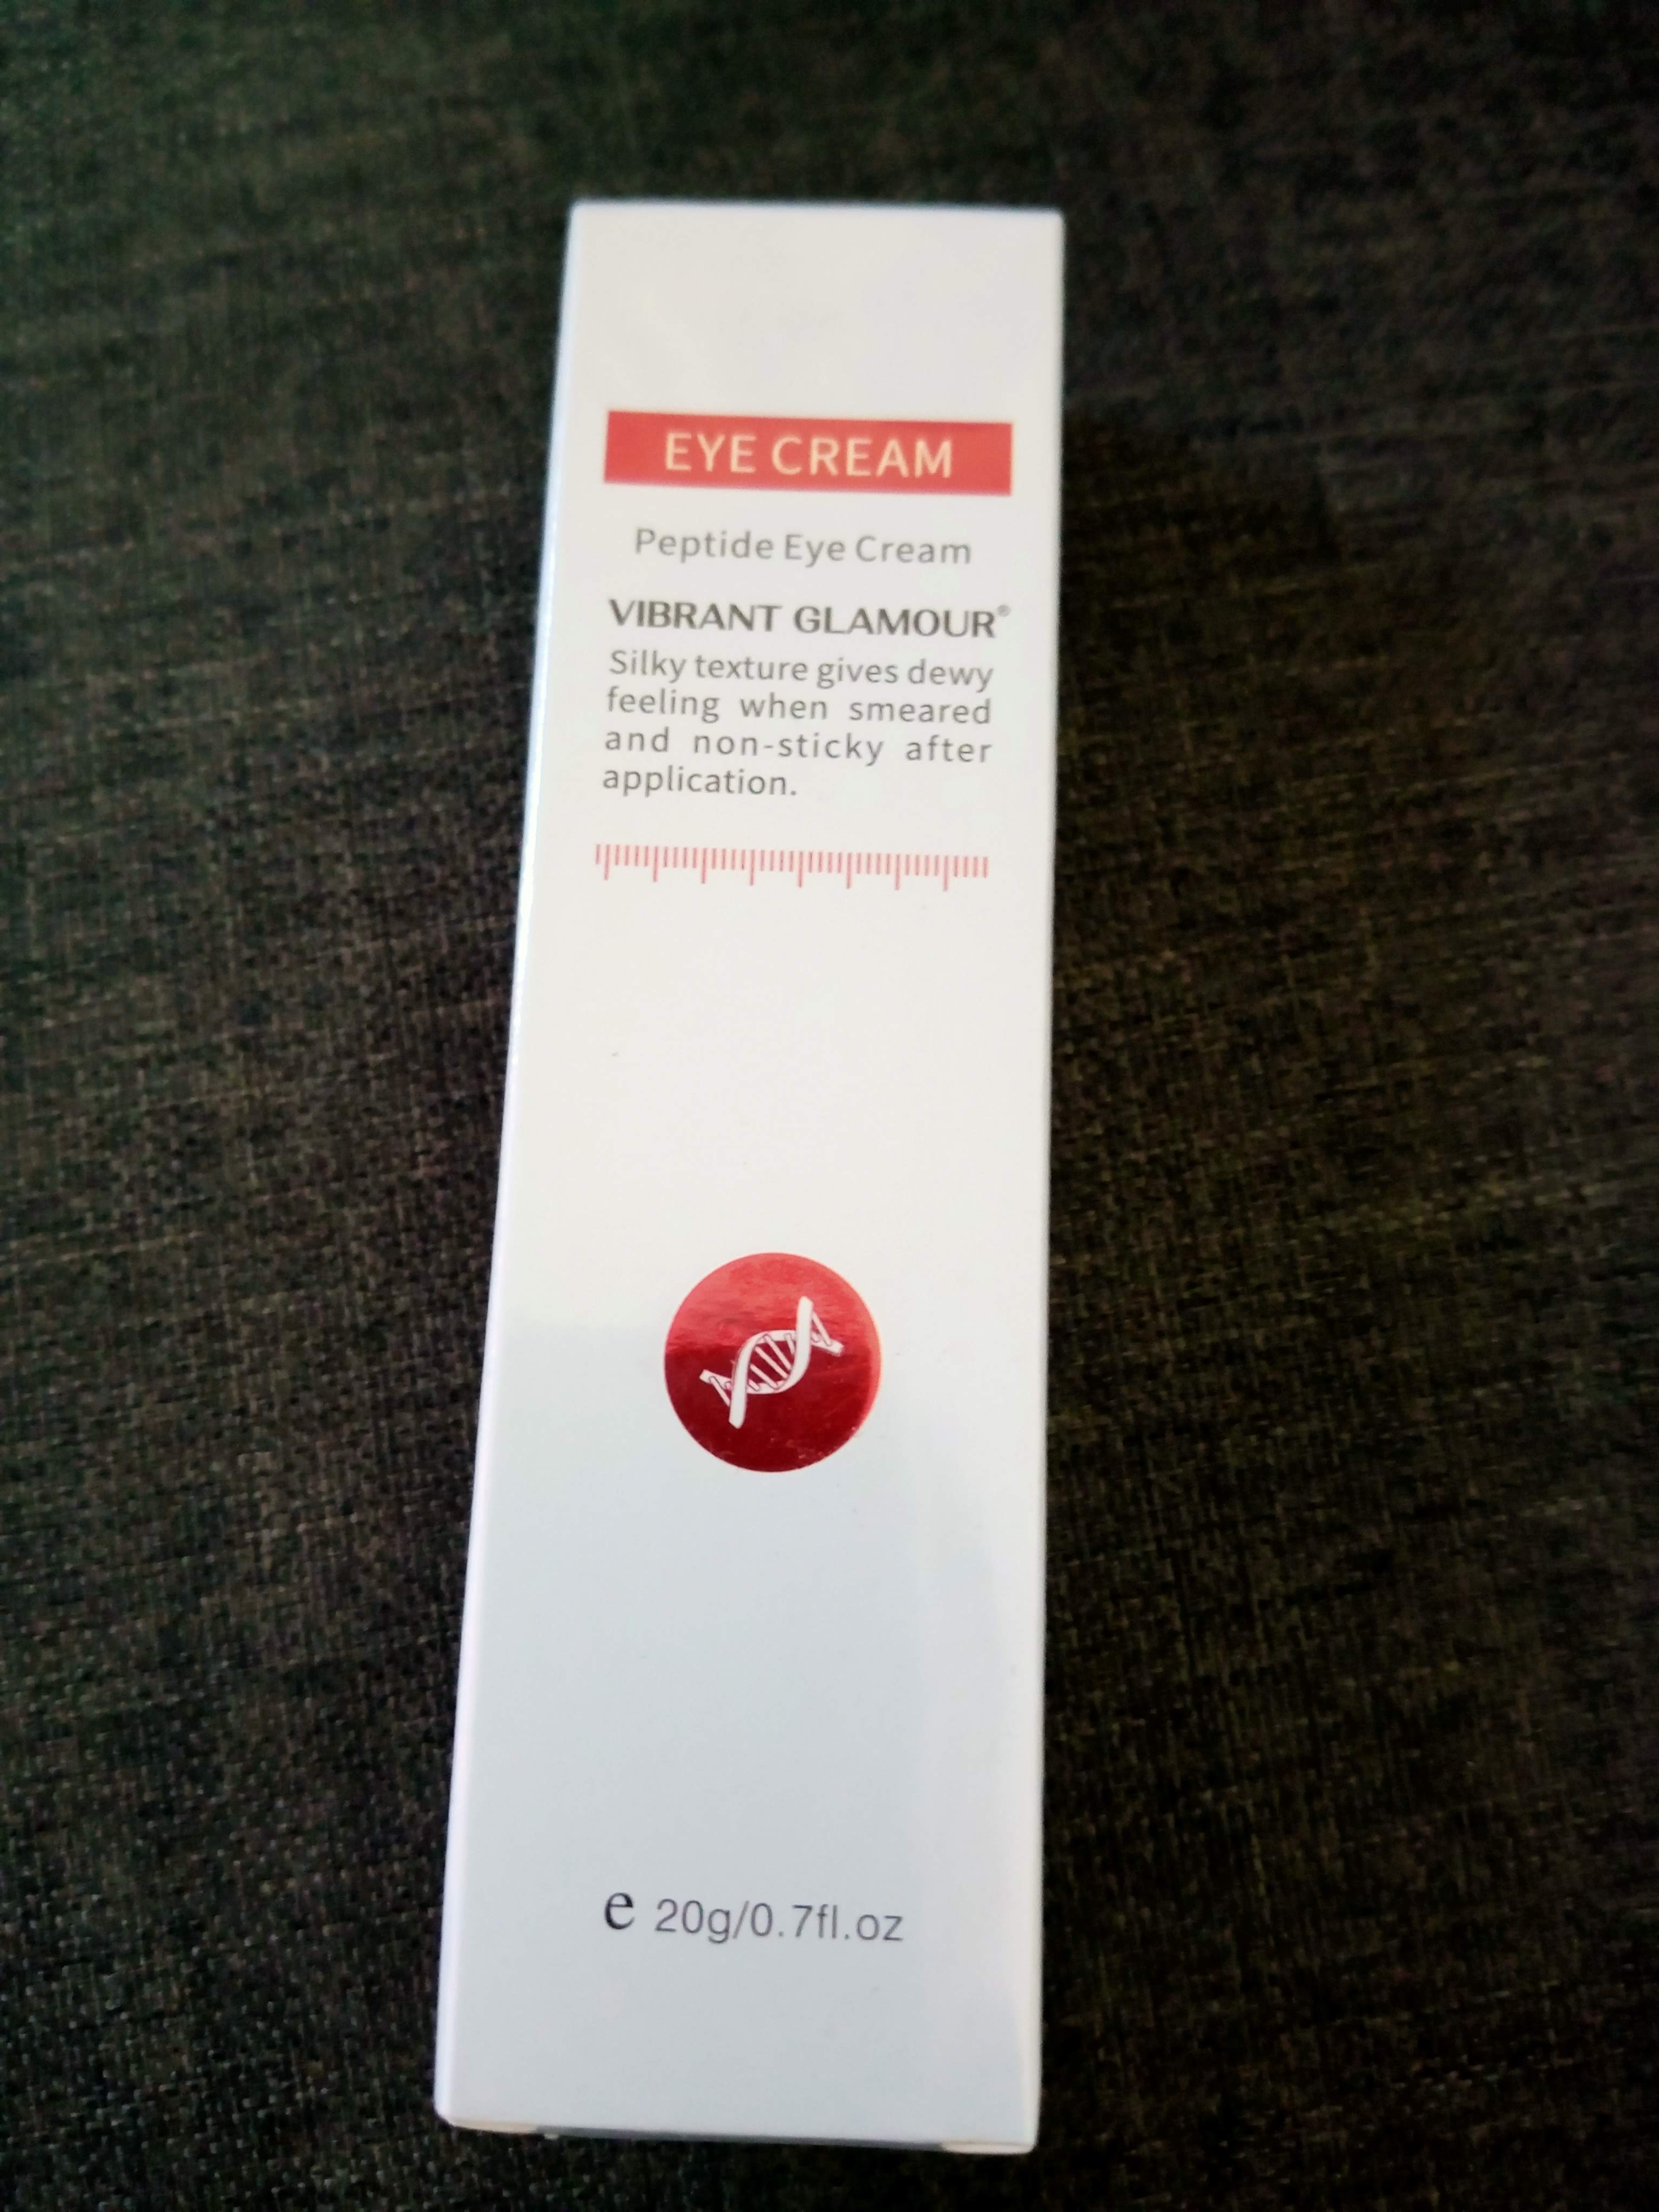 EYE CREAM
Peptide Eye Cream
VIBRANT GLAMOUR®
Silky texture gives dewy
feeling when smeared
and non-sticky after
application.
e 20g/0.7fl.oz